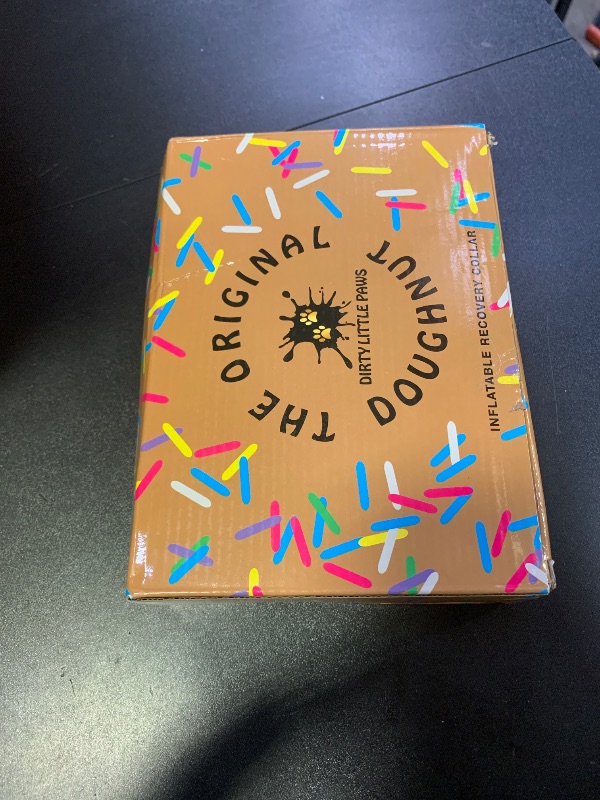 THE ORIGINAL
DOUGHNUT
DIRTY LITTLE PAWS
INFLATABLE RECOVERY COLLAR